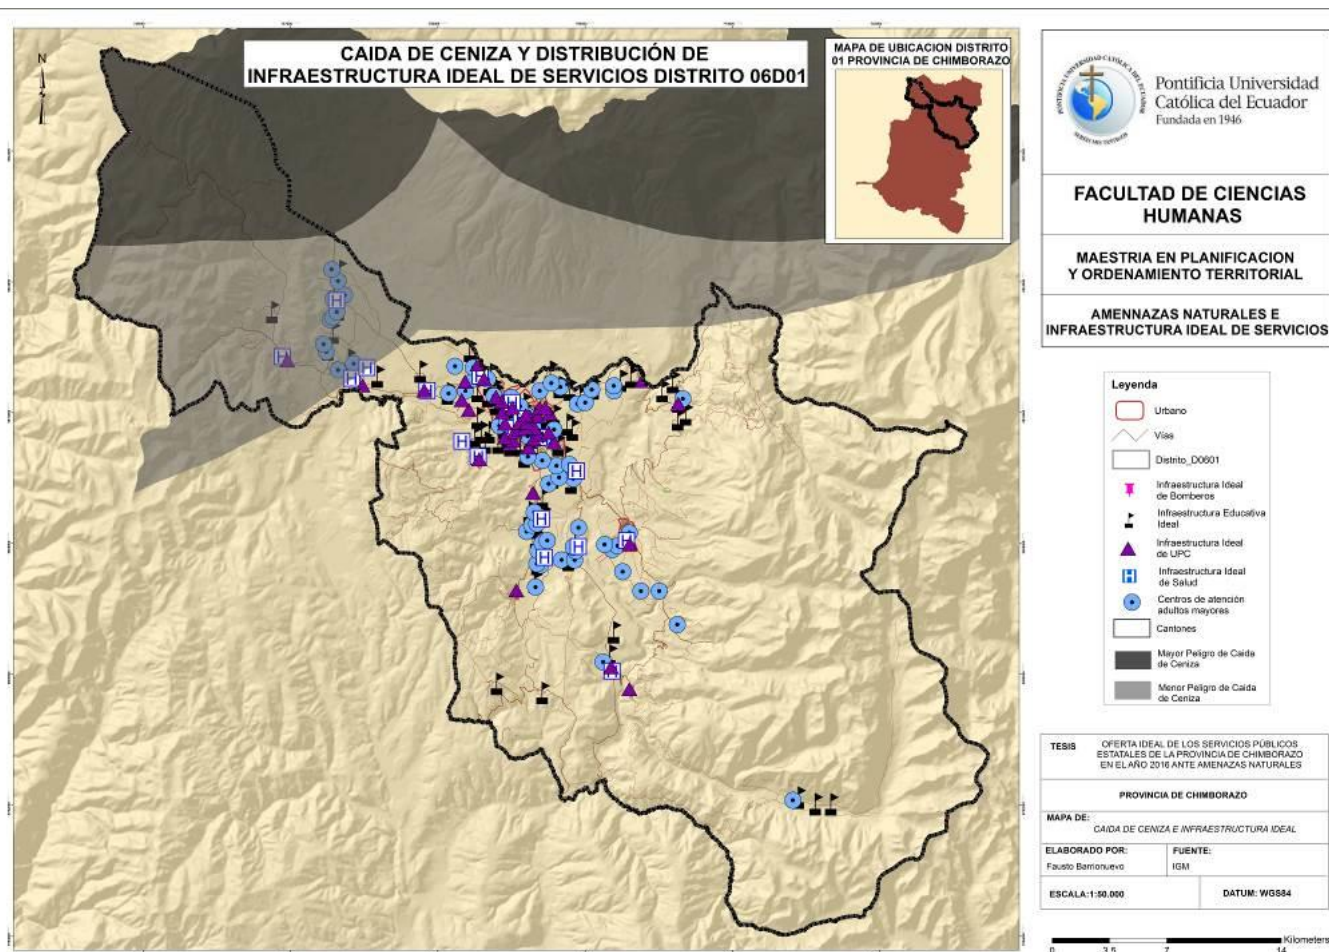 CAIDA DE CENIZA Y DISTRIBUCIÓN DE
INFRAESTRUCTURA IDEAL DE SERVICIOS DISTRITO 06D01
MAPA DE UBICACION DISTRITO
01 PROVINCIA DE CHIMBORAZO
N
Pontificia Universidad
Católica del Ecuador
Fundada en 1946
FACULTAD DE CIENCIAS
HUMANAS
MAESTRIA EN PLANIFICACION
Y ORDENAMIENTO TERRITORIAL
AMENNAZAS NATURALES E
INFRAESTRUCTURA IDEAL DE SERVICIOS
Leyenda
Urbano
Vías
Distrito_D0601
Infraestructura Ideal
de Bomberos
Infraestructura Educativa
Ideal
Infraestructura Ideal
de UPC
H Infraestructura Ideal
de Salud
Centros de atención
adultos mayores
Cantones
Mayor Peligro de Caida
de Ceniza
Menor Peligro de Caida
de Ceniza
TESIS OFERTA IDEAL DE LOS SERVICIOS PÚBLICOS
ESTATALES DE LA PROVINCIA DE CHIMBORAZO
EN EL AÑO 2016 ANTE AMENAZAS NATURALES
PROVINCIA DE CHIMBORAZO
MAPA DE:
CAIDA DE CENIZA E INFRAESTRUCTURA IDEAL
ELABORADO POR: FUENTE:
Fausto Barrionuevo IGM
ESCALA:1:50.000 DATUM: WGS84
Kilometers
0 3,5 7 14